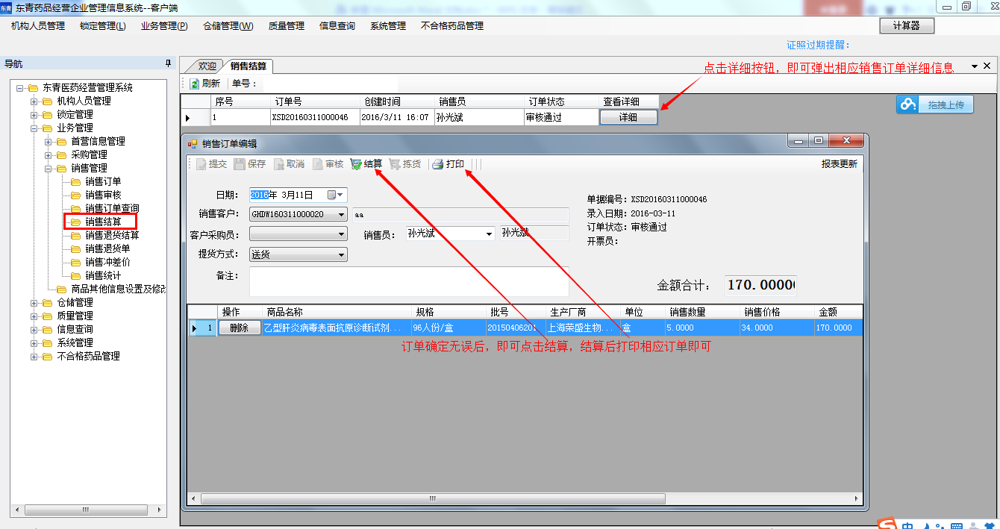 东青药品经营企业管理信息系统--客户端
机构人员管理 锁定管理(L) 业务管理(P) 仓储管理(W) 质量管理 信息查询 系统管理 不合格药品管理 计算器
证照过期提醒:
导航
东青医药经营管理系统
机构人员管理
锁定管理
业务管理
首营信息管理
采购管理
销售管理
销售订单
销售审核
销售订单查询
销售结算
销售退货结算
销售退货单
销售冲差价
销售统计
商品其他信息设置及修改
仓储管理
质量管理
信息查询
系统管理
不合格药品管理
欢迎 销售结算
点击详细按钮，即可弹出相应销售订单详细信息
刷新 单号：
序号 订单号 创建时间 销售员 订单状态 查看详细
1 XSD20160311000046 2016/3/11 16:07 孙光斌 审核通过 详细
拖拽上传
销售订单编辑
提交 保存 取消 审核 结算 拣货 打印 报表更新
日期: 2016年 3月11日
销售客户: GHDW160311000020 aa
客户采购员: 销售员: 孙光斌 孙光斌
提货方式: 送货
备注:
单据编号: XSD20160311000046
录入日期: 2016-03-11
订单状态: 审核通过
开票员:
金额合计: 170.0000
操作 商品名称 规格 批号 生产厂商 单位 销售数量 销售价格 金额
1 删除 乙型肝炎病毒表面抗原诊断试剂... 96人份/盒 20150406201 上海荣盛生物... 盒 5.0000 34.0000 170.0000
订单确定无误后，即可点击结算，结算后打印相应订单即可
中